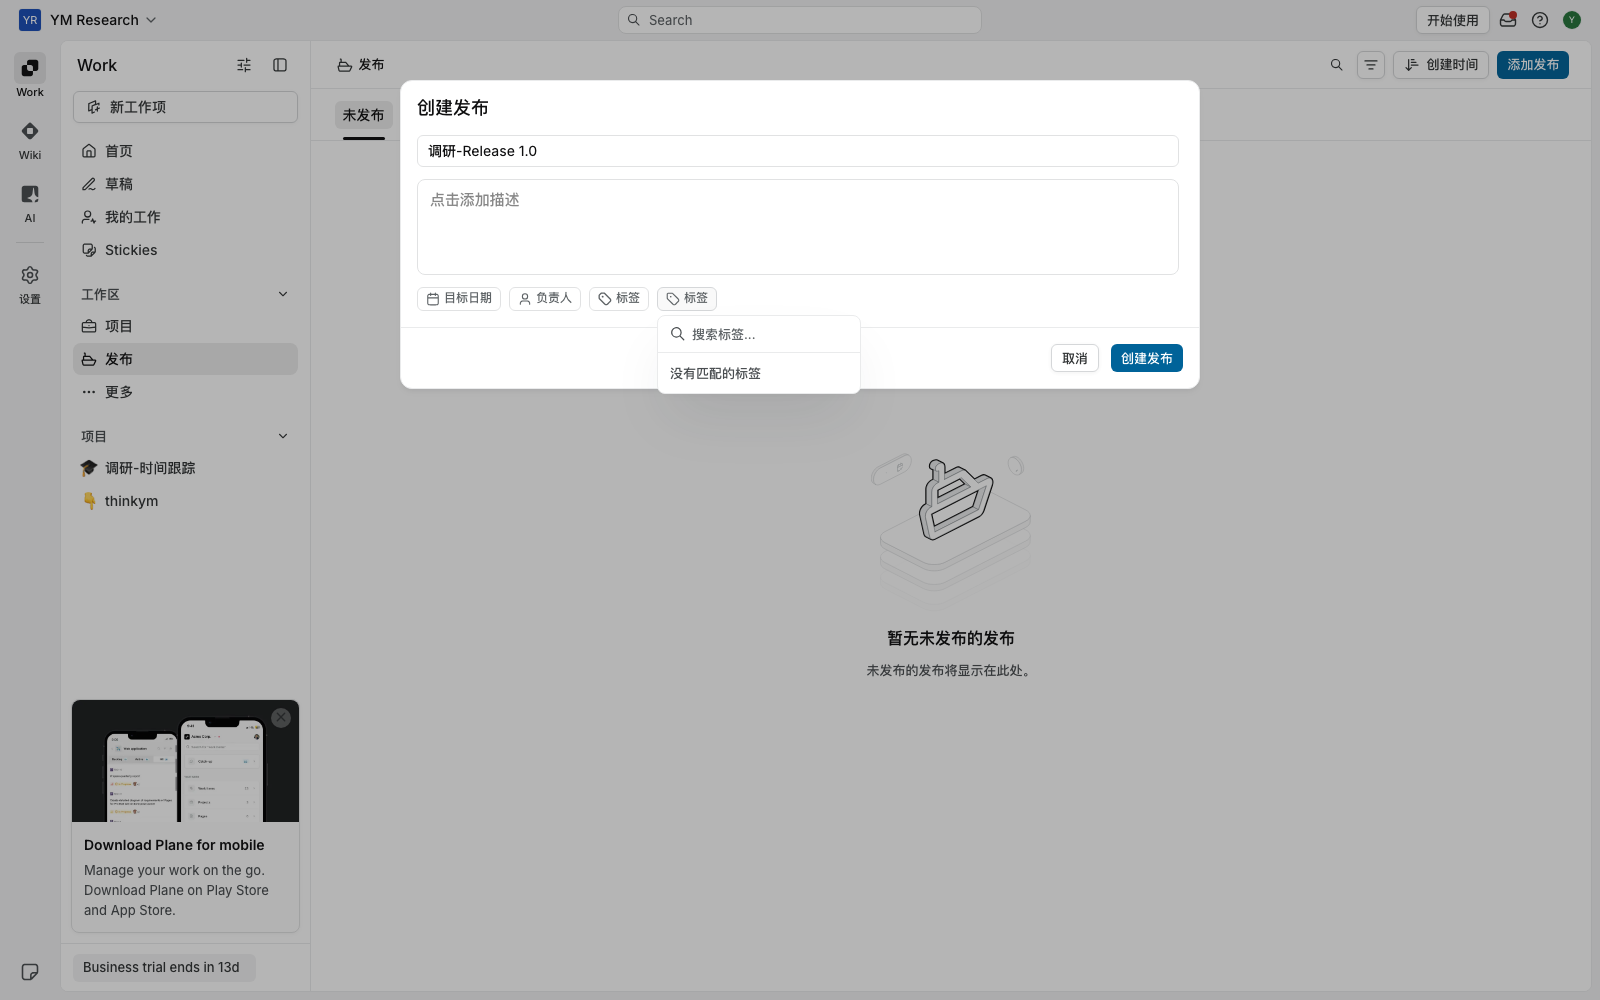 YR YM Research
Search
开始使用
Y
Work
Wiki
AI
设置
Work
新工作项
首页
草稿
我的工作
Stickies
工作区
项目
发布
更多
项目
调研-时间跟踪
thinkym
Download Plane for mobile
Manage your work on the go.
Download Plane on Play Store
and App Store.
Business trial ends in 13d
发布
创建时间
添加发布
未发布
创建发布
调研-Release 1.0
点击添加描述
目标日期
负责人
标签
标签
搜索标签...
没有匹配的标签
取消
创建发布
暂无未发布的发布
未发布的发布将显示在此处。